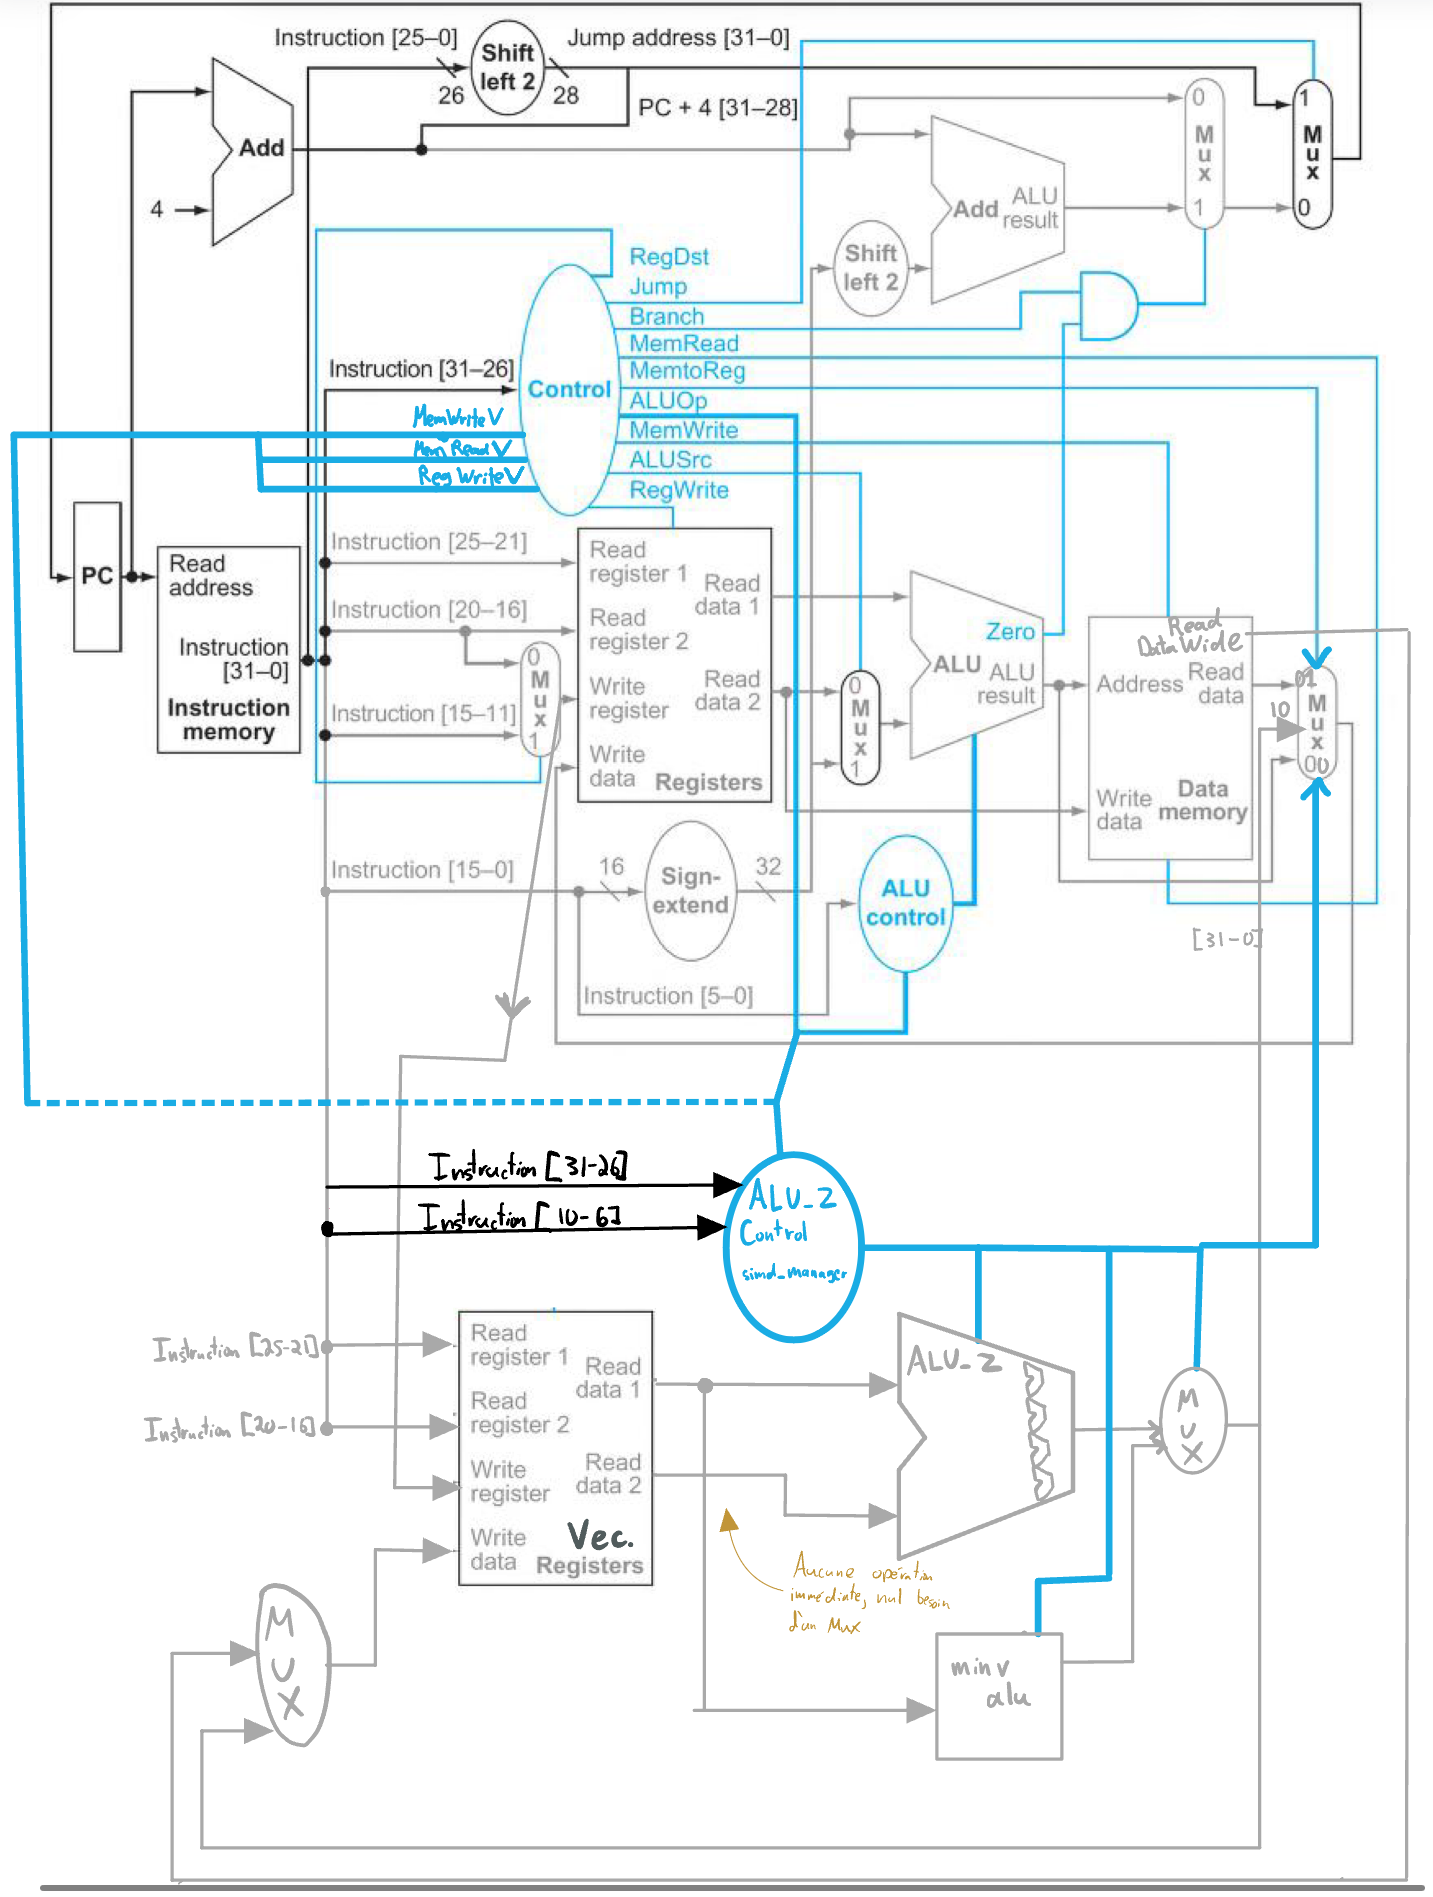 Instruction [25–0]
Shift
left 2
Jump address [31–0]
26
28
PC + 4 [31–28]
Add
4
0
M
u
x
1
1
M
u
x
0
Add
ALU
result
Shift
left 2
RegDst
Jump
Branch
MemRead
MemtoReg
ALUOp
MemWrite
ALUSrc
RegWrite
Instruction [31–26]
Control
MemWriteV
Mem Read V
Reg WriteV
PC
Read
address
Instruction
[31–0]
Instruction
memory
Instruction [25–21]
Instruction [20–16]
Instruction [15–11]
0
M
u
x
1
Read
register 1
Read
register 2
Write
register
Write
data
Read
data 1
Read
data 2
Registers
0
M
u
x
1
Zero
ALU
ALU
result
Read
DataWide
Address
Read
data
Write
data
Data
memory
01
10
M
u
x
00
Instruction [15–0]
16
Sign-
extend
32
ALU
control
[31-0]
Instruction [5–0]
Instruction [31-26]
Instruction [10-6]
ALU_2
Control
simd_manager
Instruction [25-21]
Instruction [20-16]
Read
register 1
Read
register 2
Write
register
Write
data
Read
data 1
Read
data 2
Vec.
Registers
ALU_2
M
U
X
Aucune opération
immédiate, nul besoin
d'un Mux
minv
alu
M
U
X